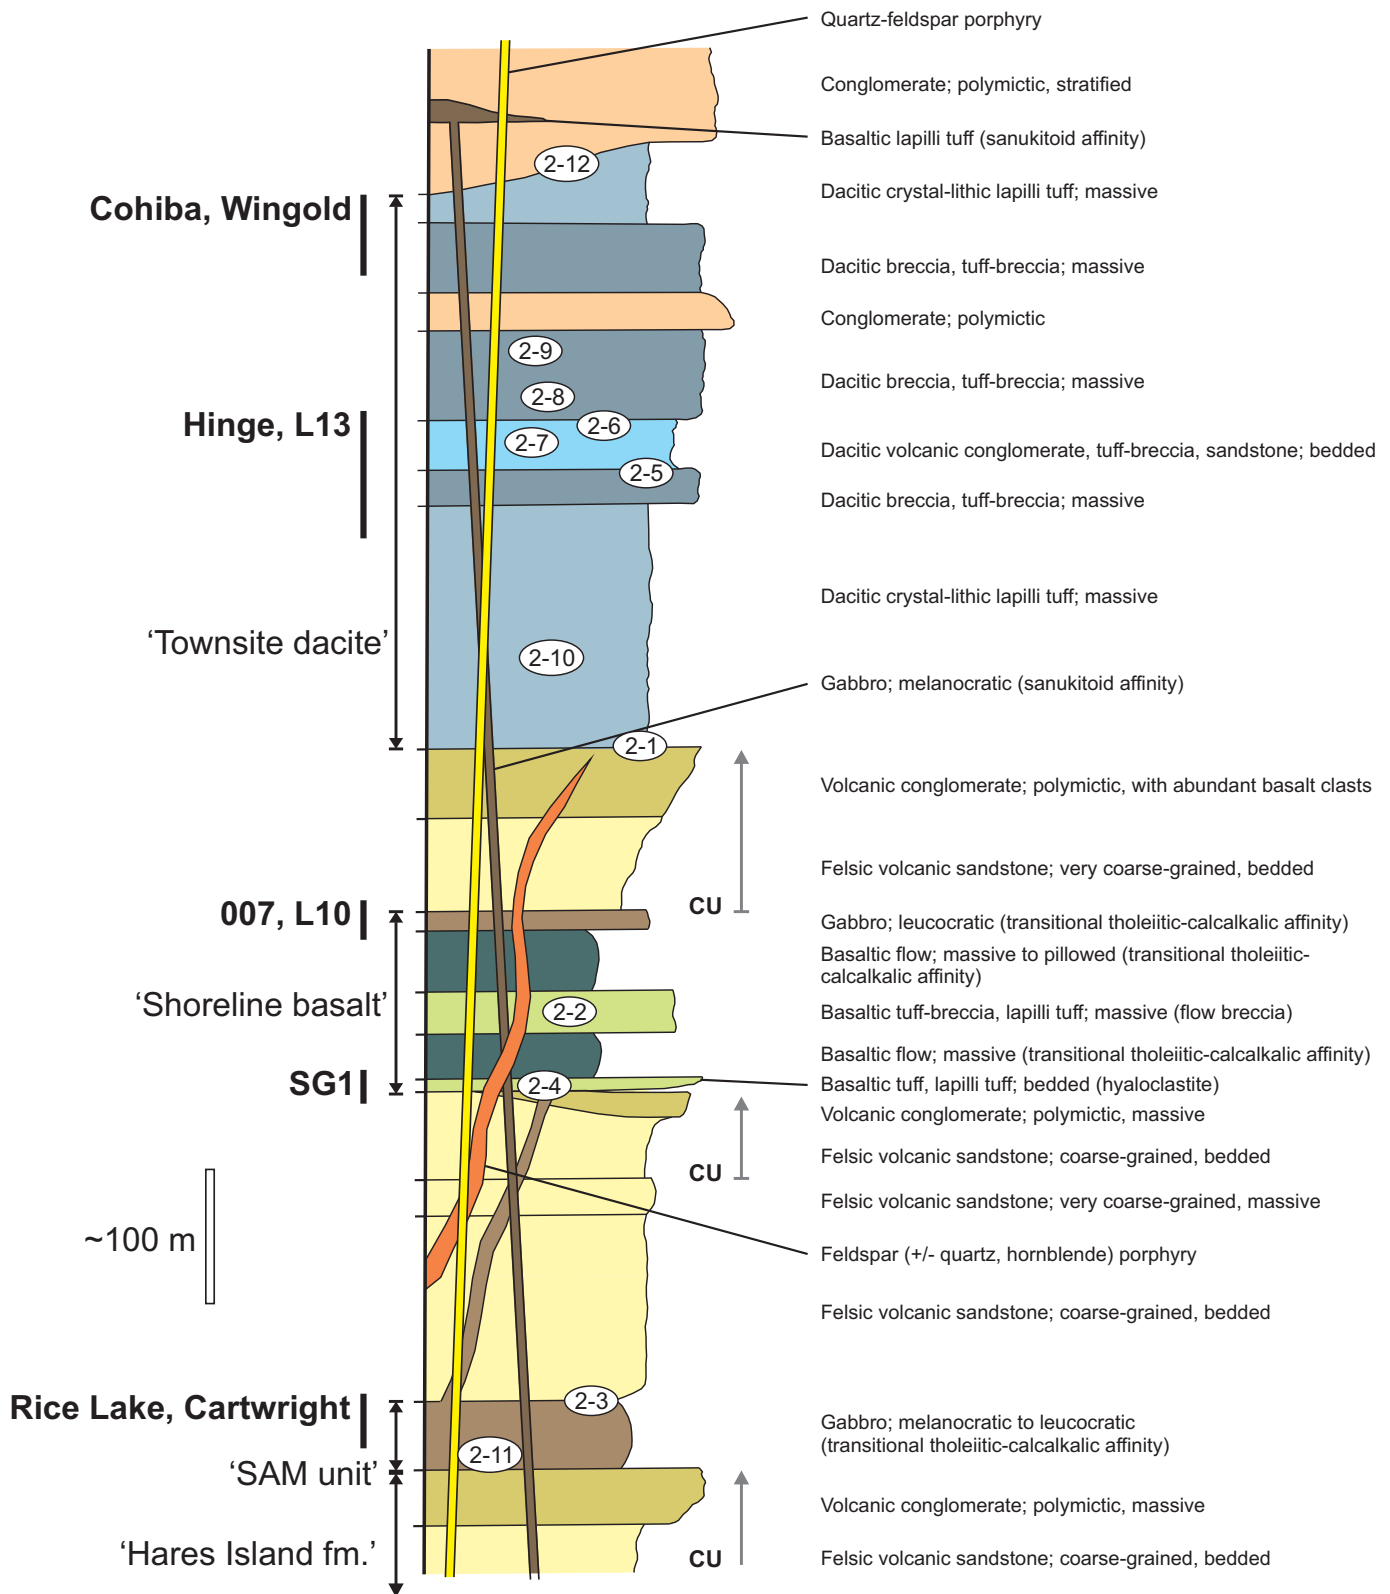 Quartz-feldspar porphyry
Conglomerate; polymictic, stratified
Basaltic lapilli tuff (sanukitoid affinity)
2-12
Dacitic crystal-lithic lapilli tuff; massive
Cohiba, Wingold
Dacitic breccia, tuff-breccia; massive
Conglomerate; polymictic
2-9
Dacitic breccia, tuff-breccia; massive
2-8
Hinge, L13
2-6
2-7
Dacitic volcanic conglomerate, tuff-breccia, sandstone; bedded
2-5
Dacitic breccia, tuff-breccia; massive
Dacitic crystal-lithic lapilli tuff; massive
‘Townsite dacite’
2-10
Gabbro; melanocratic (sanukitoid affinity)
2-1
Volcanic conglomerate; polymictic, with abundant basalt clasts
Felsic volcanic sandstone; very coarse-grained, bedded
CU
007, L10
Gabbro; leucocratic (transitional tholeiitic-calcalkalic affinity)
Basaltic flow; massive to pillowed (transitional tholeiitic-
calcalkalic affinity)
‘Shoreline basalt’
2-2
Basaltic tuff-breccia, lapilli tuff; massive (flow breccia)
Basaltic flow; massive (transitional tholeiitic-calcalkalic affinity)
SG1
2-4
Basaltic tuff, lapilli tuff; bedded (hyaloclastite)
Volcanic conglomerate; polymictic, massive
Felsic volcanic sandstone; coarse-grained, bedded
CU
Felsic volcanic sandstone; very coarse-grained, massive
~100 m
Feldspar (+/- quartz, hornblende) porphyry
Felsic volcanic sandstone; coarse-grained, bedded
Rice Lake, Cartwright
2-3
Gabbro; melanocratic to leucocratic
(transitional tholeiitic-calcalkalic affinity)
2-11
‘SAM unit’
Volcanic conglomerate; polymictic, massive
‘Hares Island fm.’
CU
Felsic volcanic sandstone; coarse-grained, bedded